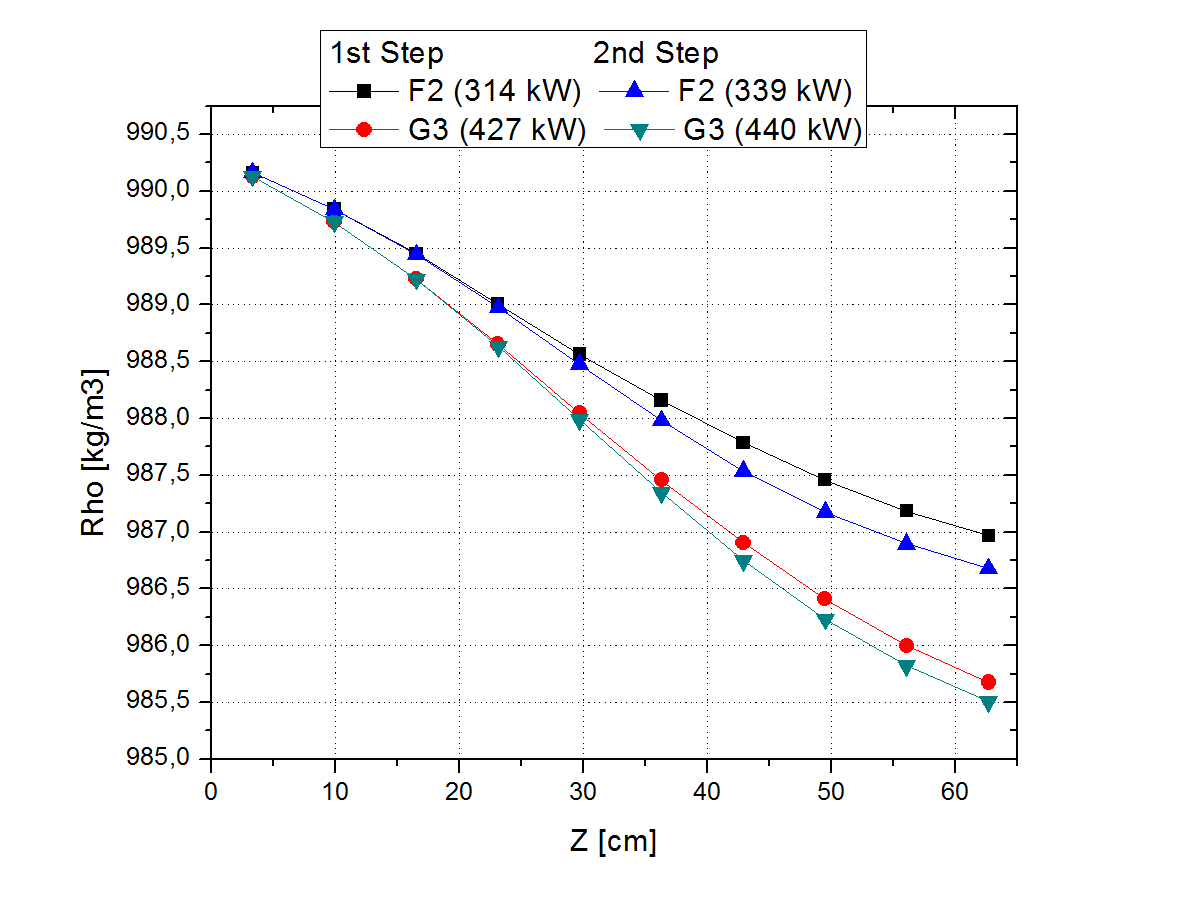 1st Step 2nd Step
F2 (314 kW) F2 (339 kW)
G3 (427 kW) G3 (440 kW)
990,5
990,0
989,5
989,0
988,5
988,0
987,5
987,0
986,5
986,0
985,5
985,0
Rho [kg/m3]
0 10 20 30 40 50 60
Z [cm]